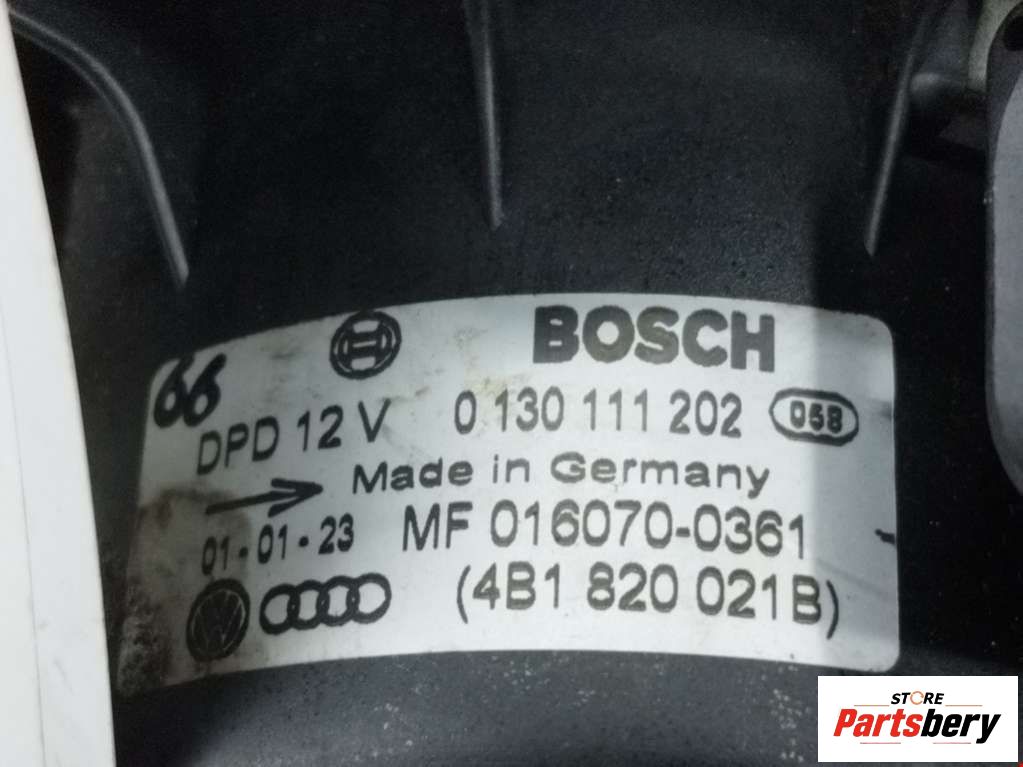 66
BOSCH
DPD 12 V 0 130 111 202 058
Made in Germany
01-01-23 MF 016070-0361
(4B1 820 021B)
STORE
Partsbery